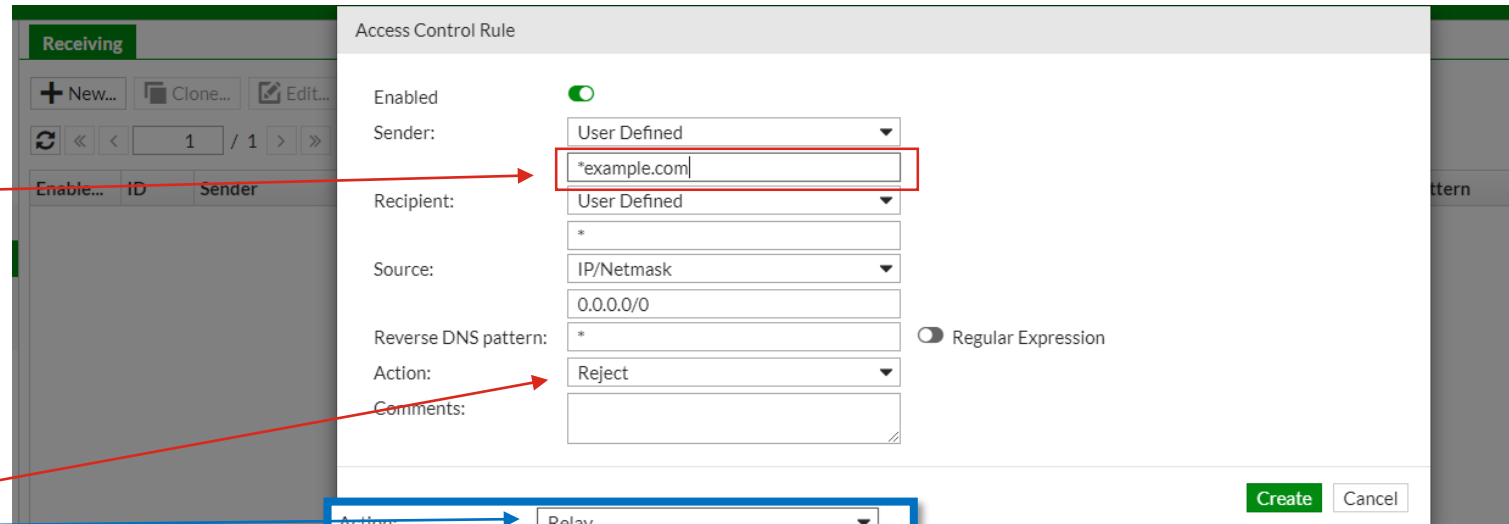 Access Control Rule
Receiving
New... Clone... Edit...
Enabled
Sender: User Defined
1 / 1
*example.com
Enable... ID Sender ttern
Recipient: User Defined
*
Source: IP/Netmask
0.0.0.0/0
Reverse DNS pattern: * Regular Expression
Action: Reject
Comments:
Create Cancel
Action: Relay